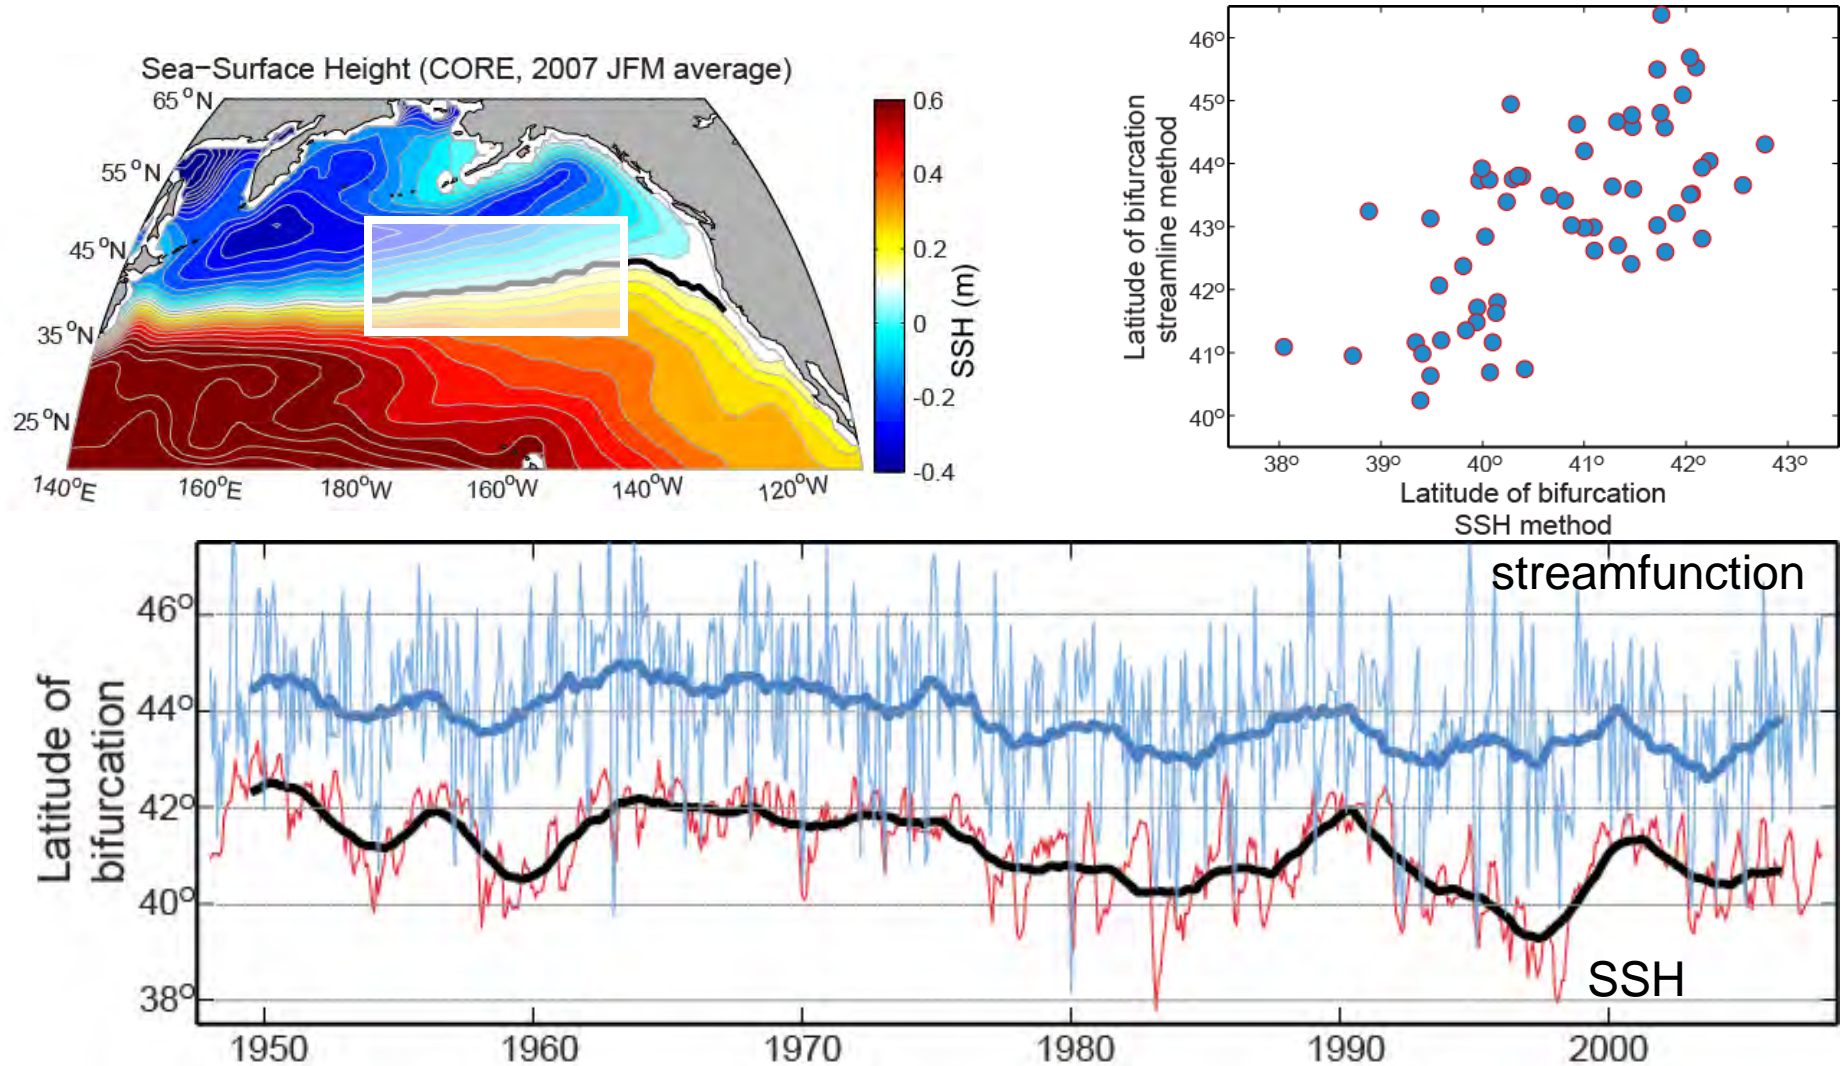 Sea−Surface Height (CORE, 2007 JFM average)
65°N
55°N
45°N
35°N
25°N
140°E
160°E
180°W
160°W
140°W
120°W
0.6
0.4
0.2
0
-0.2
-0.4
SSH (m)
46°
45°
44°
43°
42°
41°
40°
Latitude of bifurcation
streamline method
38°
39°
40°
41°
42°
43°
Latitude of bifurcation
SSH method
streamfunction
46°
44°
42°
40°
38°
Latitude of
bifurcation
SSH
1950
1960
1970
1980
1990
2000